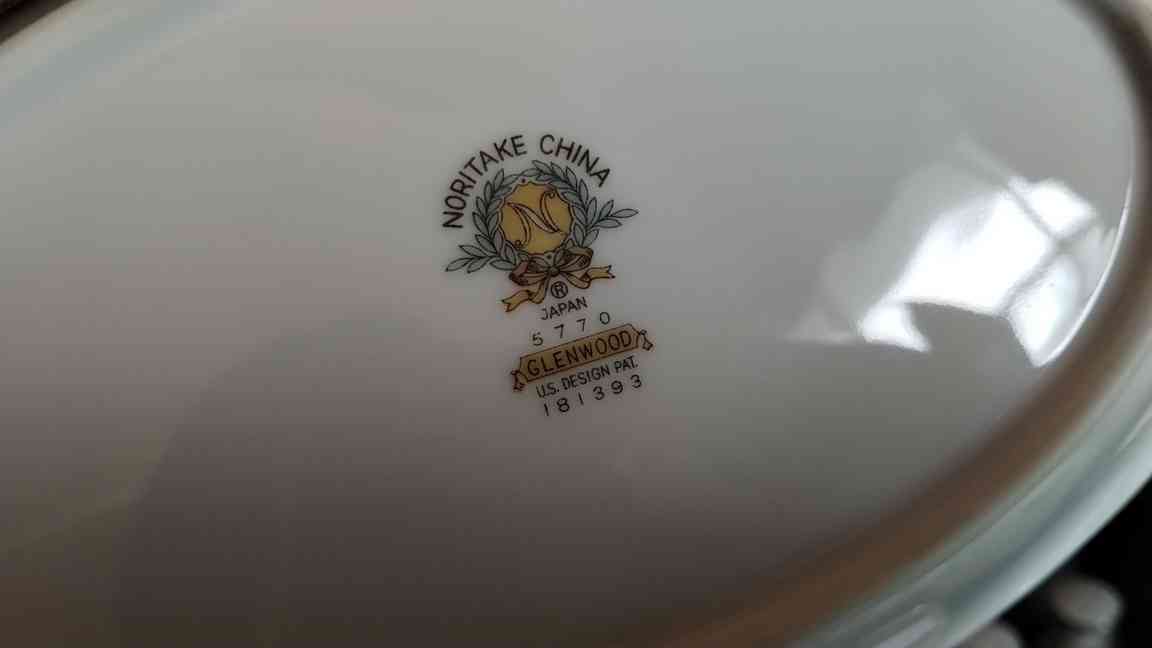 NORITAKE CHINA
N
®
JAPAN
5770
GLENWOOD
U.S. DESIGN PAT.
181393